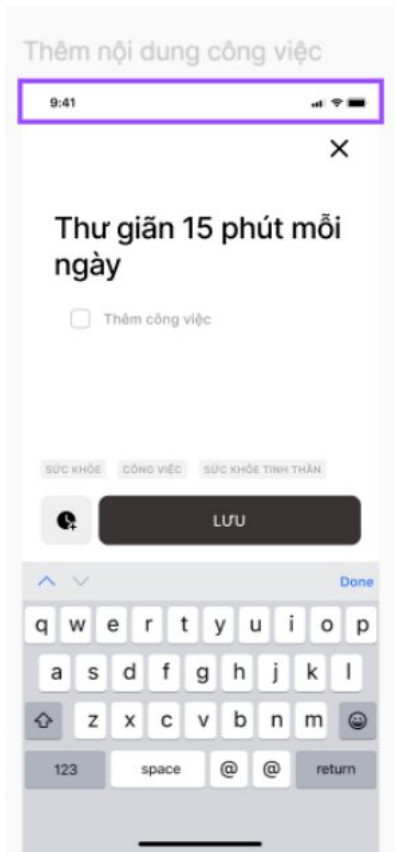 Thêm nội dung công việc
9:41
Thư giãn 15 phút mỗi
ngày
Thêm công việc
SỨC KHỎE CÔNG VIỆC SỨC KHỎE TINH THẦN
LƯU
Done
q w e r t y u i o p
a s d f g h j k l
z x c v b n m
123 space @ @ return